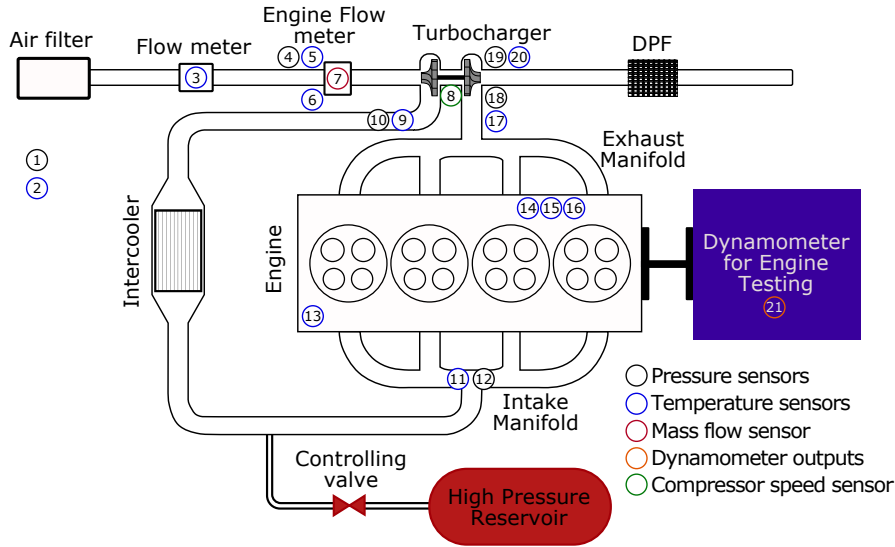 Air filter
Flow meter
Engine Flow
meter
Turbocharger
DPF
1
2
3
4
5
6
7
8
9
10
19
20
18
17
Exhaust
Manifold
Intercooler
Engine
14
15
16
13
Dynamometer
for Engine
Testing
21
11
12
Intake
Manifold
Controlling
valve
High Pressure
Reservoir
Pressure sensors
Temperature sensors
Mass flow sensor
Dynamometer outputs
Compressor speed sensor